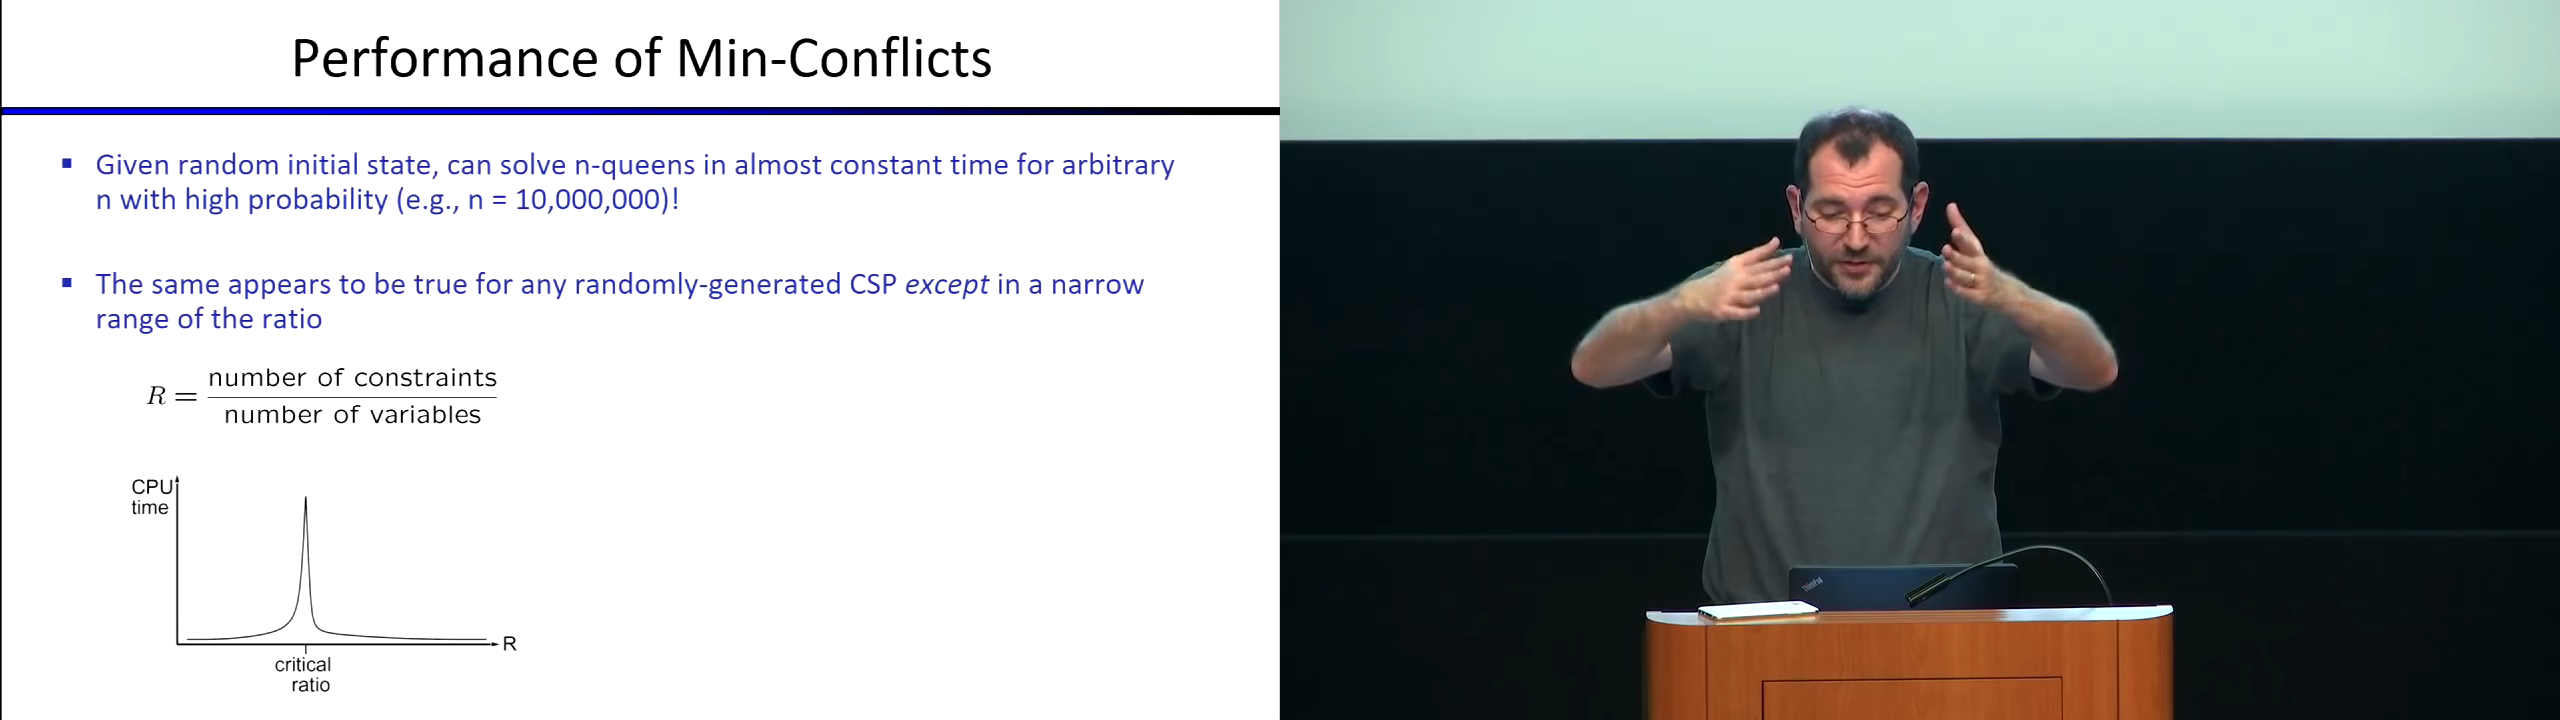 Performance of Min-Conflicts
▪ Given random initial state, can solve n-queens in almost constant time for arbitrary
n with high probability (e.g., n = 10,000,000)!
▪ The same appears to be true for any randomly-generated CSP except in a narrow
range of the ratio
R = number of constraints
number of variables
CPU
time
R
critical
ratio
ThinkPad